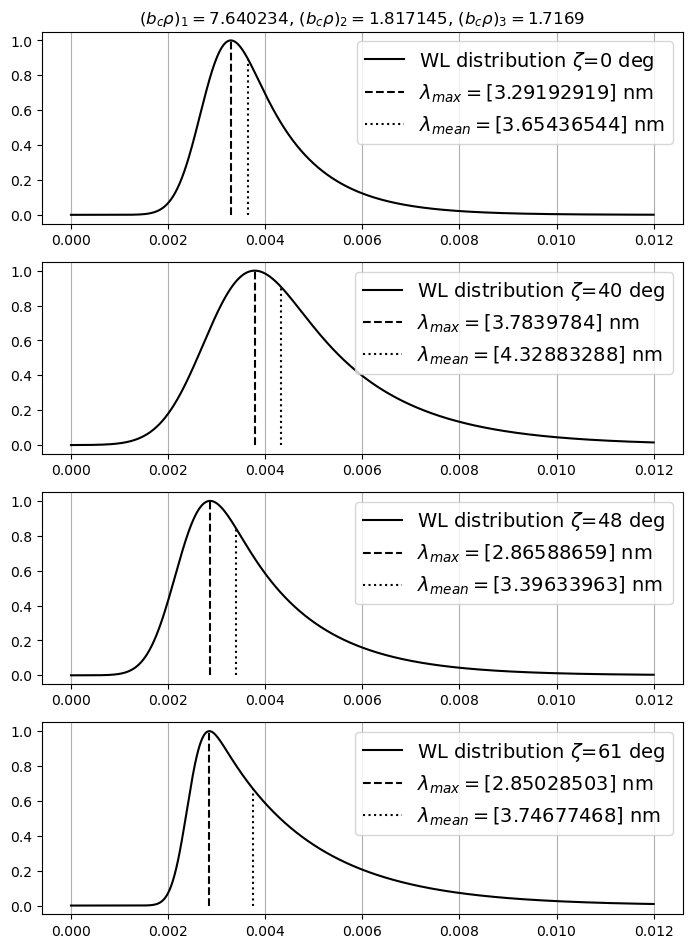 (b_cρ)_1 = 7.640234, (b_cρ)_2 = 1.817145, (b_cρ)_3 = 1.7169
1.0
0.8
0.6
0.4
0.2
0.0
WL distribution ζ=0 deg
λ_max = [3.29192919] nm
λ_mean = [3.65436544] nm
0.000 0.002 0.004 0.006 0.008 0.010 0.012
1.0
0.8
0.6
0.4
0.2
0.0
WL distribution ζ=40 deg
λ_max = [3.7839784] nm
λ_mean = [4.32883288] nm
0.000 0.002 0.004 0.006 0.008 0.010 0.012
1.0
0.8
0.6
0.4
0.2
0.0
WL distribution ζ=48 deg
λ_max = [2.86588659] nm
λ_mean = [3.39633963] nm
0.000 0.002 0.004 0.006 0.008 0.010 0.012
1.0
0.8
0.6
0.4
0.2
0.0
WL distribution ζ=61 deg
λ_max = [2.85028503] nm
λ_mean = [3.74677468] nm
0.000 0.002 0.004 0.006 0.008 0.010 0.012